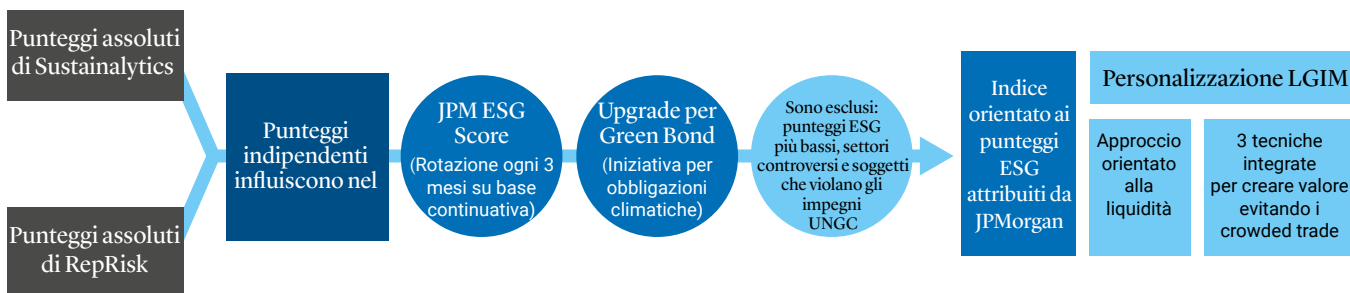 Punteggi assoluti
di Sustainalytics
Punteggi assoluti
di RepRisk
Punteggi
indipendenti
influiscono nel
JPM ESG
Score
(Rotazione ogni 3
mesi su base
continuativa)
Upgrade per
Green Bond
(Iniziativa per
obbligazioni
climatiche)
Sono esclusi:
punteggi ESG
più bassi, settori
controversi e soggetti
che violano gli
impegni
UNGC
Indice
orientato ai
punteggi
ESG
attribuiti da
JPMorgan
Personalizzazione LGIM
Approccio
orientato
alla
liquidità
3 tecniche
integrate
per creare valore
evitando i
crowded trade